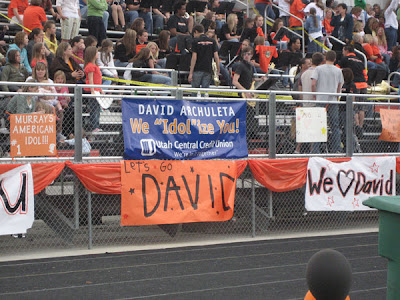 MURRAY'S
AMERICAN
IDOL!!!
DAVID ARCHULETA
We "Idol"ize You!
Utah Central Credit Union
Let's Go
DAVID
u
We ♥ David